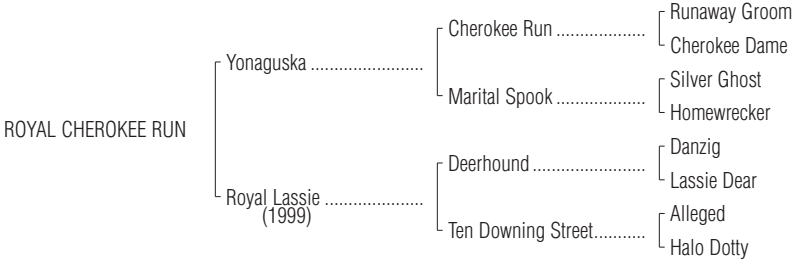 Runaway Groom
Cherokee Run ....................
Cherokee Dame
Yonaguska .........................
Silver Ghost
Marital Spook ....................
Homewrecker
ROYAL CHEROKEE RUN
Danzig
Deerhound .........................
Lassie Dear
Royal Lassie ......................
(1999)
Alleged
Ten Downing Street...........
Halo Dotty